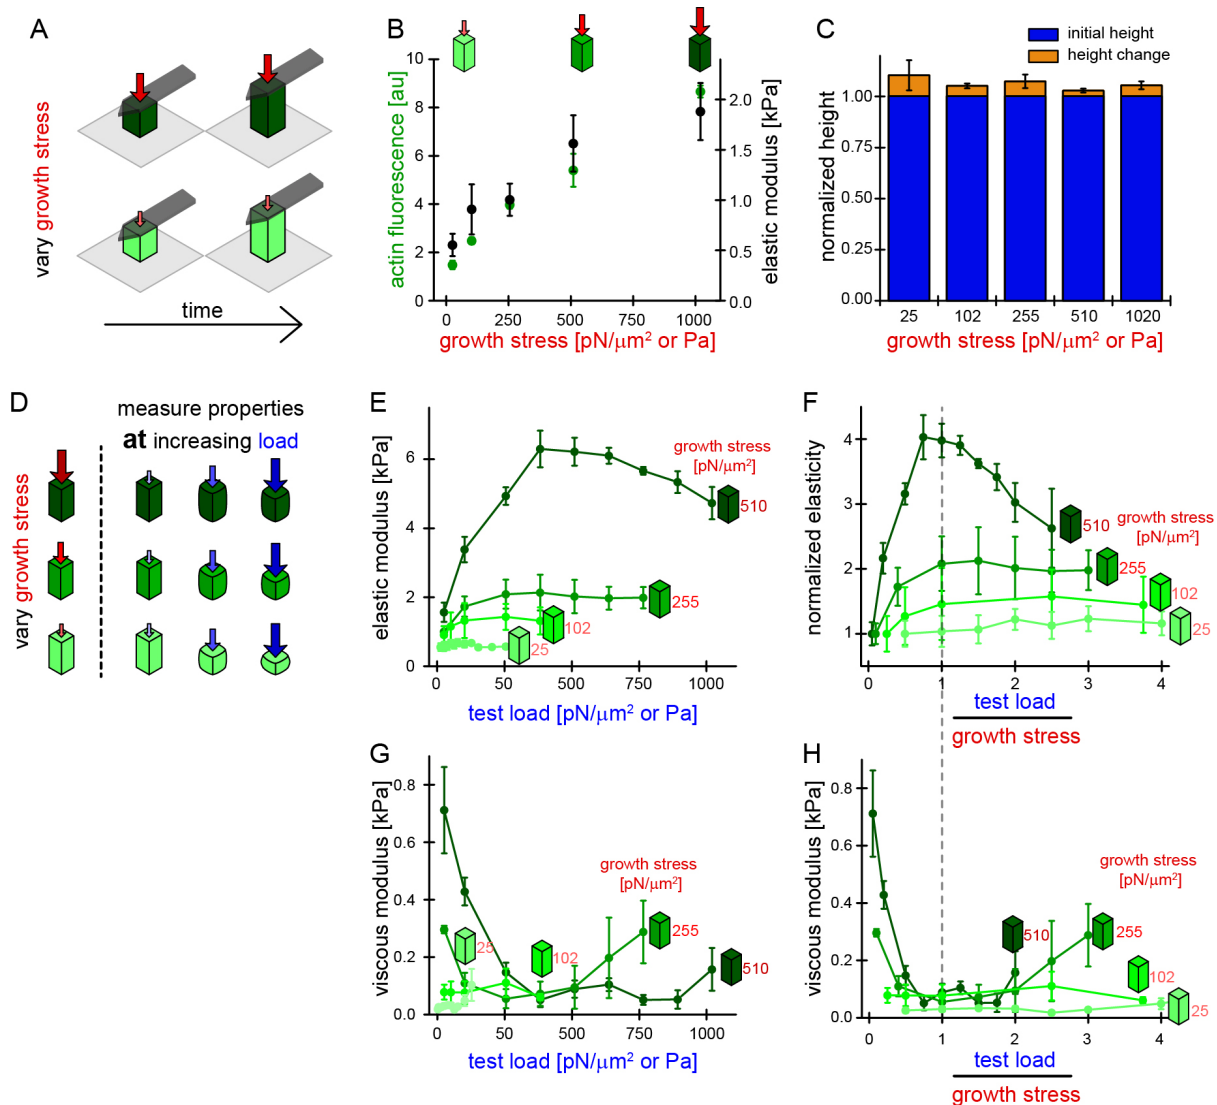 A
vary growth stress
time
B
actin fluorescence [au]
10
8
6
4
2
0
elastic modulus [kPa]
2.0
1.5
1.0
0.5
0.0
0 250 500 750 1000
growth stress [pN/μm² or Pa]
C
initial height
height change
normalized height
1.00
0.75
0.50
0.25
0.00
25 102 255 510 1020
growth stress [pN/μm² or Pa]
D
measure properties
at increasing load
vary growth stress
E
elastic modulus [kPa]
6
4
2
0
growth stress
[pN/μm²]
510
255
102
25
0 50 500 750 1000
test load [pN/μm² or Pa]
F
normalized elasticity
4
3
2
1
510
growth stress
[pN/μm²]
255
102
25
0 1 2 3 4
test load
growth stress
G
viscous modulus [kPa]
0.8
0.6
0.4
0.2
0.0
growth stress
[pN/μm²]
25
102
255
510
0 50 500 750 1000
test load [pN/μm² or Pa]
H
viscous modulus [kPa]
0.8
0.6
0.4
0.2
0.0
growth stress
[pN/μm²]
510
255
102
25
0 1 2 3 4
test load
growth stress